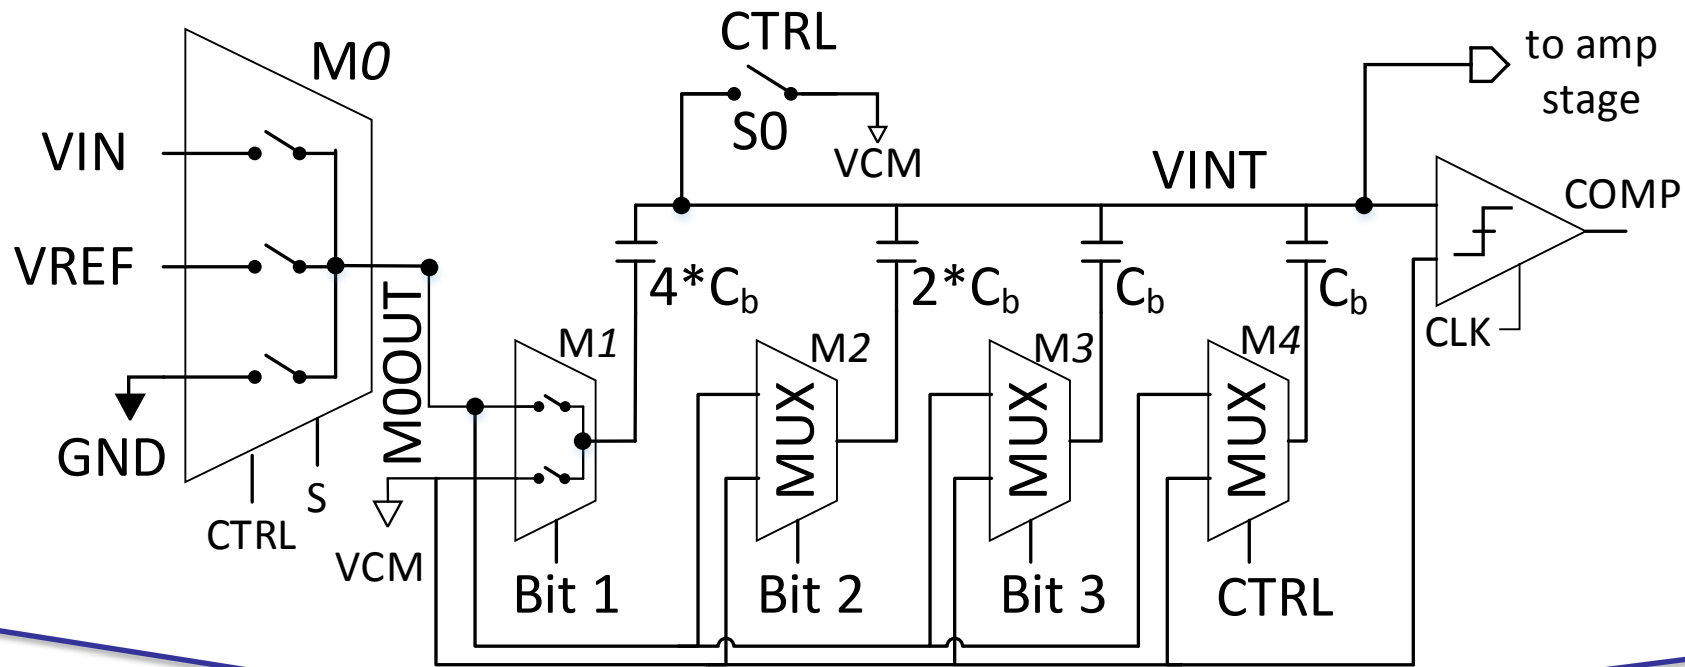 CTRL
S0
VCM
to amp
stage
M0
VIN
VREF
GND
CTRL
S
M0OUT
VCM
VINT
COMP
CLK
4*Cb
2*Cb
Cb
Cb
M1
M2
M3
M4
MUX
MUX
MUX
Bit 1
Bit 2
Bit 3
CTRL